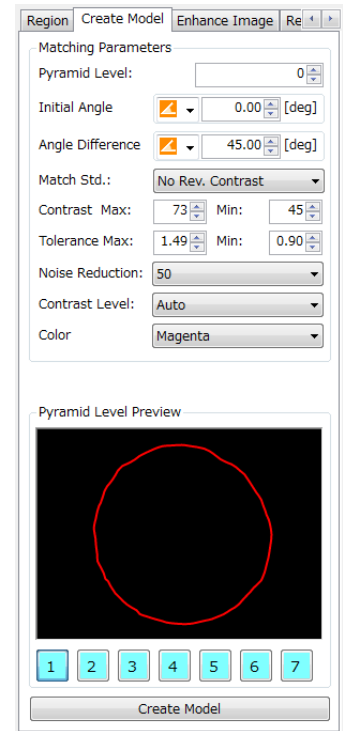 Region Create Model Enhance Image Re
Matching Parameters
Pyramid Level: 0
Initial Angle 0.00 [deg]
Angle Difference 45.00 [deg]
Match Std.: No Rev. Contrast
Contrast Max: 73 Min: 45
Tolerance Max: 1.49 Min: 0.90
Noise Reduction: 50
Contrast Level: Auto
Color Magenta
Pyramid Level Preview
1 2 3 4 5 6 7
Create Model